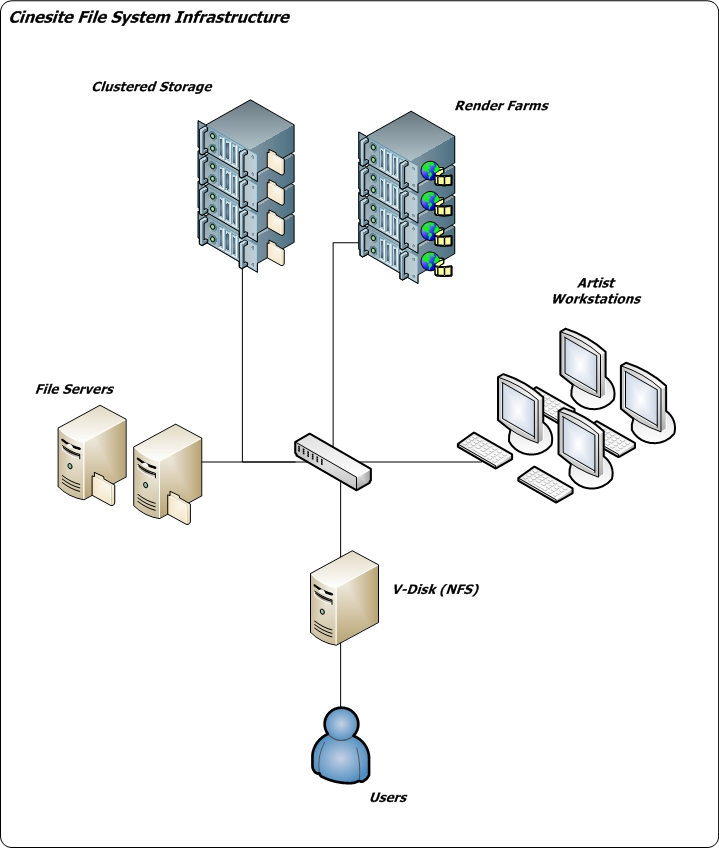 Cinesite File System Infrastructure
Clustered Storage
Render Farms
Artist
Workstations
File Servers
V-Disk (NFS)
Users